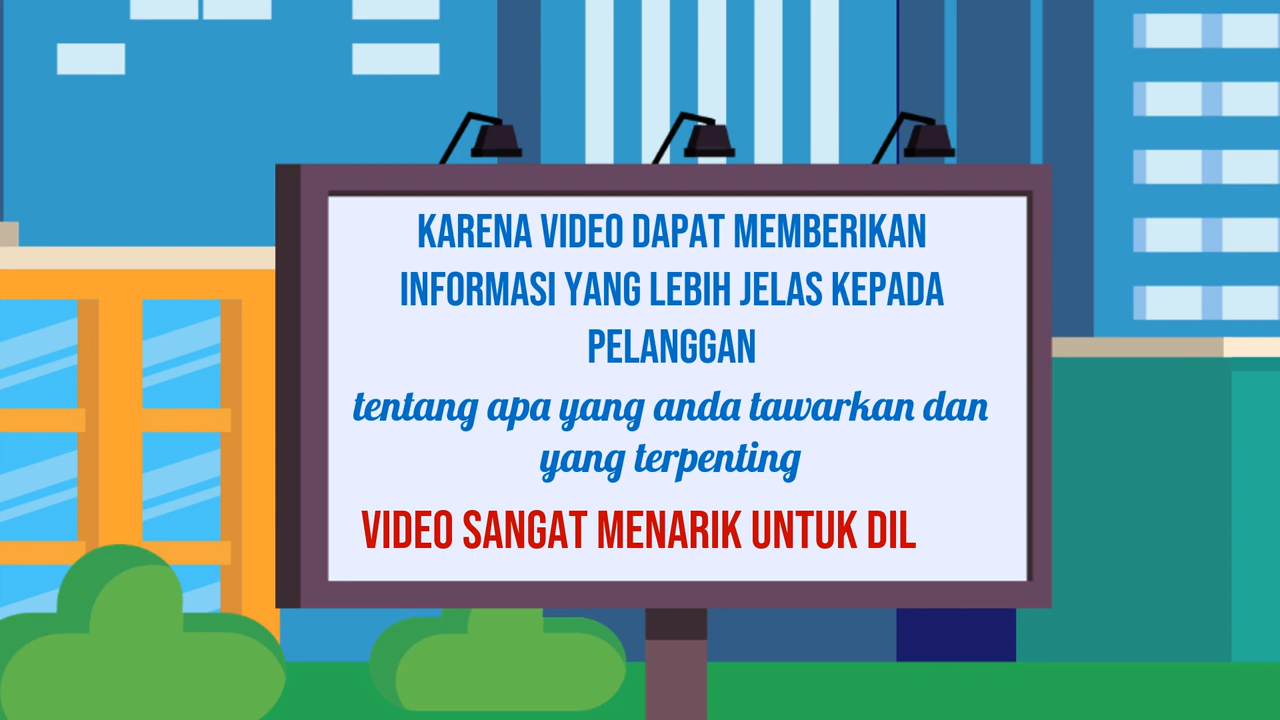 KARENA VIDEO DAPAT MEMBERIKAN
INFORMASI YANG LEBIH JELAS KEPADA
PELANGGAN
tentang apa yang anda tawarkan dan
yang terpenting
VIDEO SANGAT MENARIK UNTUK DIL